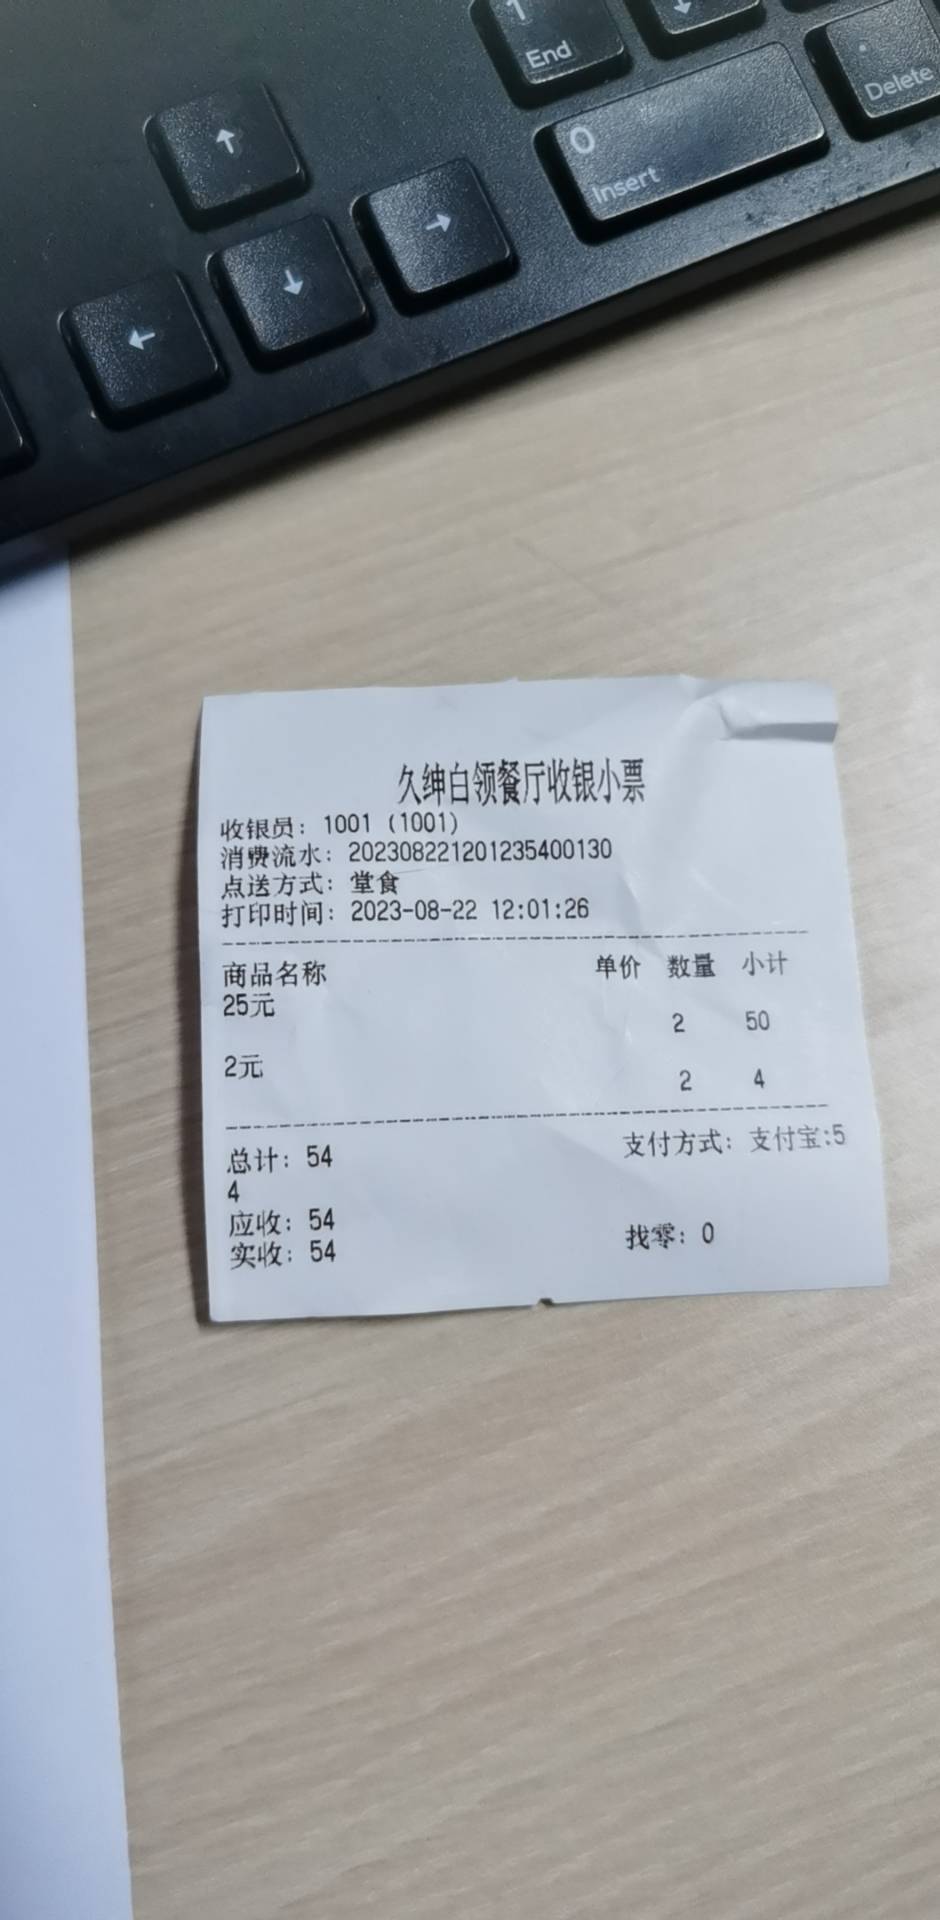 1
End
↓
Delete
↑
0
Insert
→
↓
←
久绅白领餐厅收银小票
收银员: 1001 (1001)
消费流水: 202308221201235400130
点送方式: 堂食
打印时间: 2023-08-22 12:01:26
商品名称 单价 数量 小计
25元
2 50
2元
2 4
总计: 54 支付方式: 支付宝:5
4
应收: 54
实收: 54 找零: 0